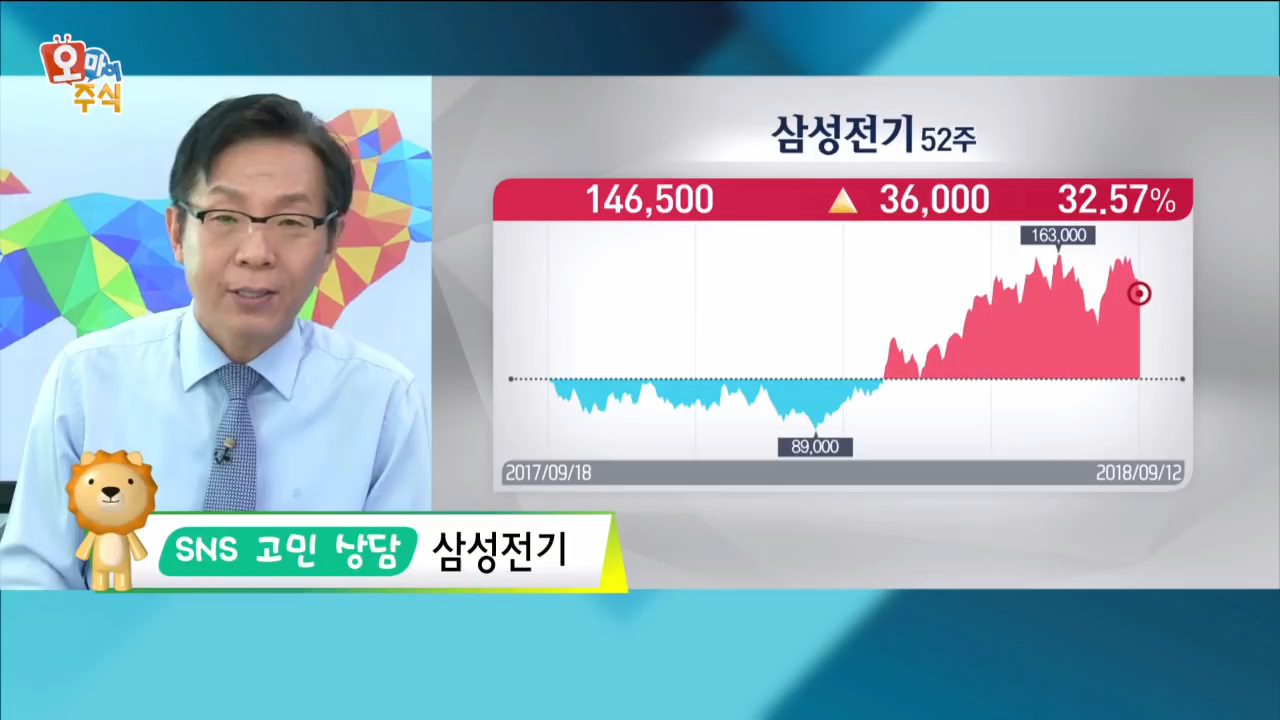 오마이
주식
삼성전기 52주
146,500 ▲ 36,000 32.57%
163,000
89,000
2017/09/18 2018/09/12
SNS 고민 상담 삼성전기